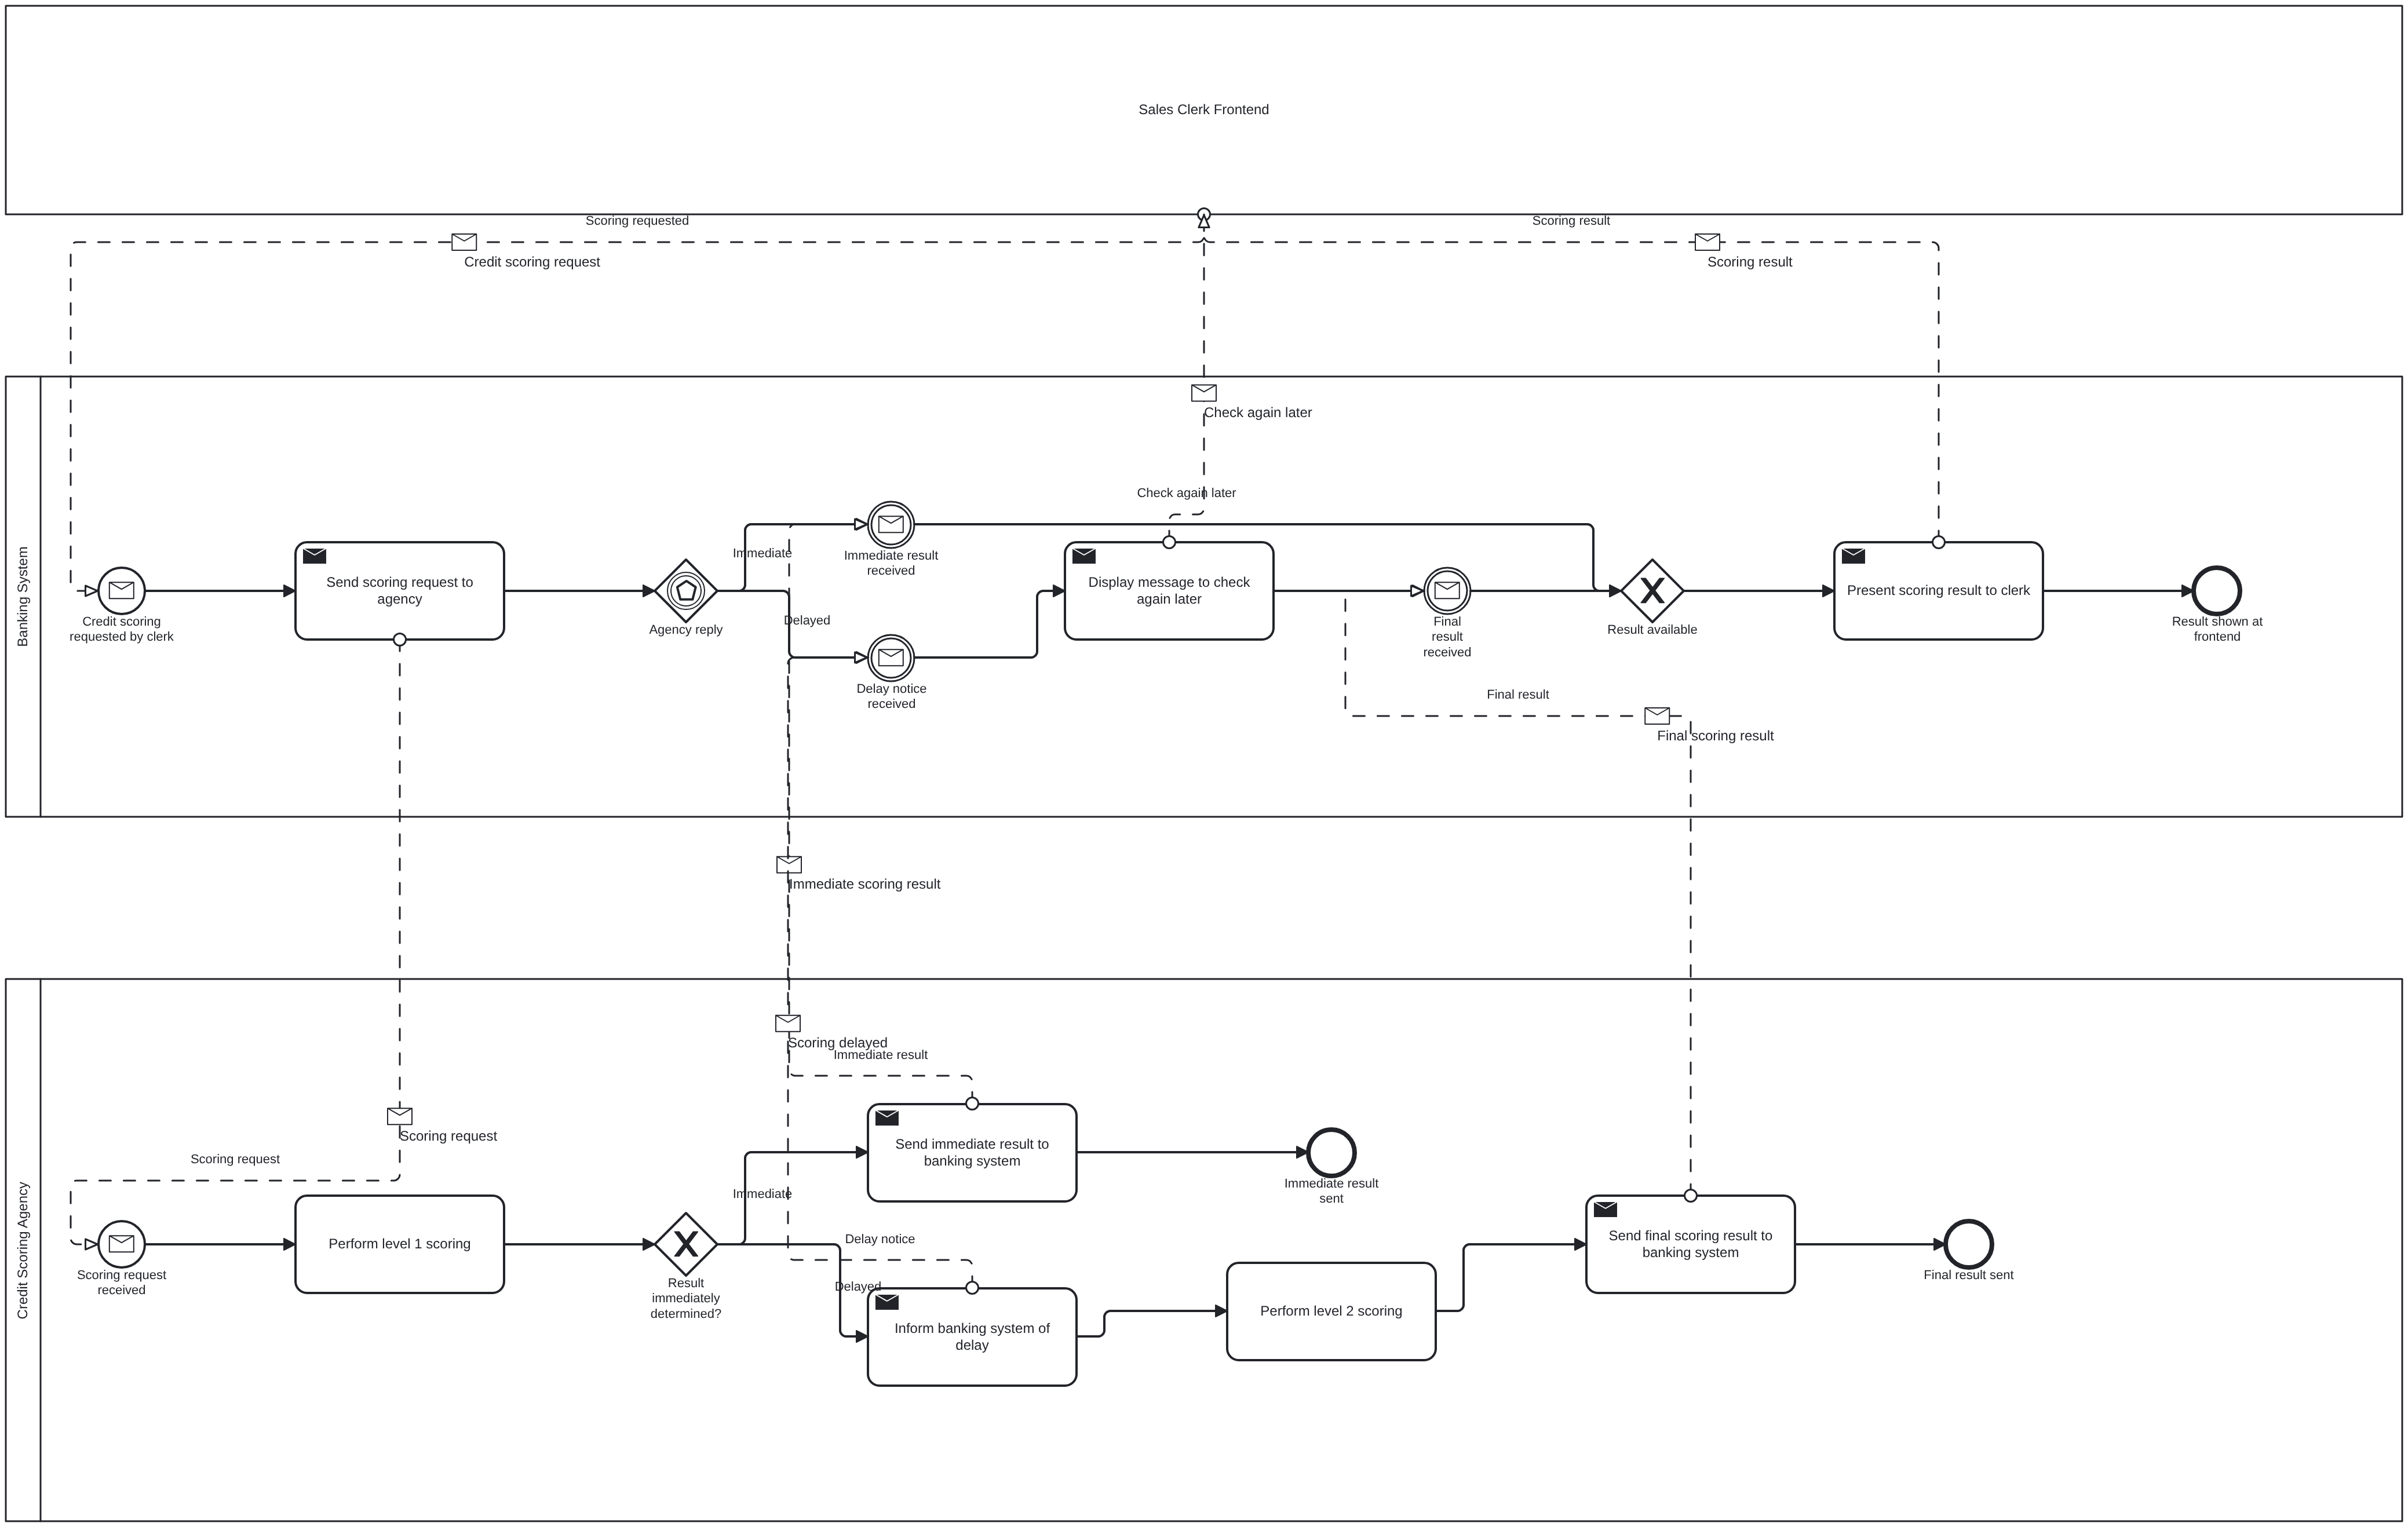 Sales Clerk Frontend
Scoring requested
Scoring result
Credit scoring request
Scoring result
Banking System
Check again later
Check again later
Immediate
Immediate result
received
Send scoring request to
agency
Display message to check
again later
Present scoring result to clerk
Credit scoring
requested by clerk
Agency reply
Delayed
Final
result
received
Result available
Result shown at
frontend
Delay notice
received
Final result
Final scoring result
Immediate scoring result
Credit Scoring Agency
Scoring delayed
Immediate result
Scoring request
Scoring request
Send immediate result to
banking system
Immediate result
sent
Immediate
Perform level 1 scoring
Delay notice
Send final scoring result to
banking system
Scoring request
received
Result
immediately
determined?
Delayed
Final result sent
Inform banking system of
delay
Perform level 2 scoring